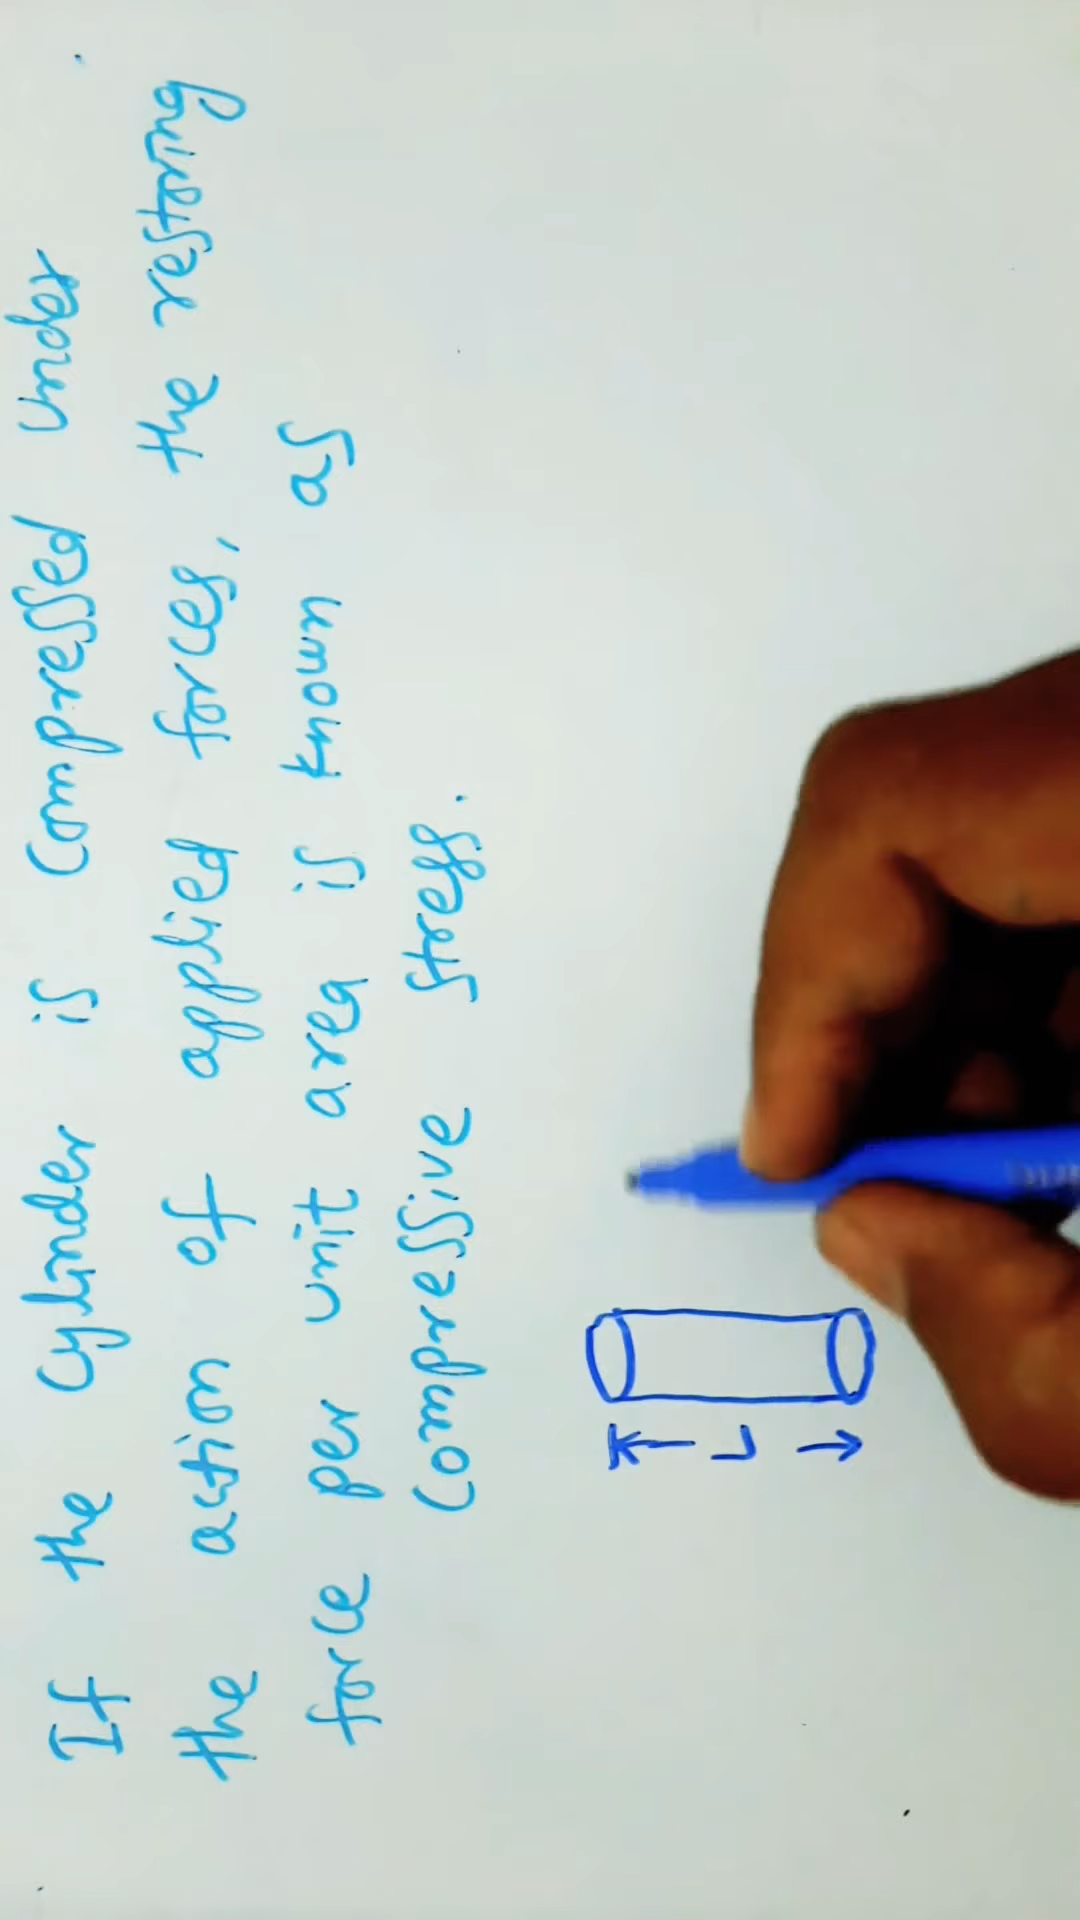 If the cylinder is compressed under
the action of applied forces, the restring
force per unit area is known as
compressive stress.
L